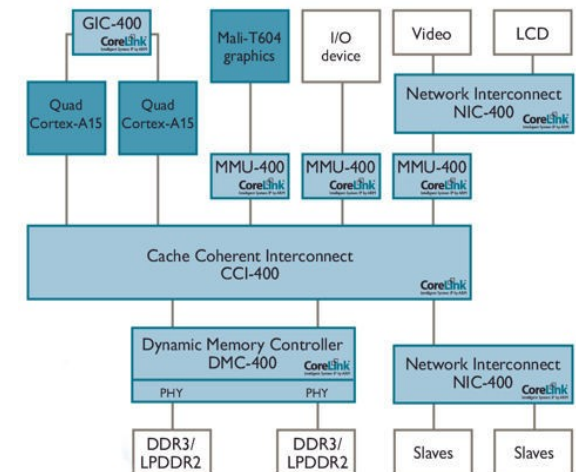 GIC-400
CoreLink
Mali-T604
graphics
I/O
device
Video
LCD
Quad
Cortex-A15
Quad
Cortex-A15
Network Interconnect
NIC-400
CoreLink
MMU-400
CoreLink
MMU-400
CoreLink
MMU-400
CoreLink
Cache Coherent Interconnect
CCI-400
CoreLink
Dynamic Memory Controller
DMC-400
CoreLink
PHY
PHY
Network Interconnect
NIC-400
CoreLink
DDR3/
LPDDR2
DDR3/
LPDDR2
Slaves
Slaves